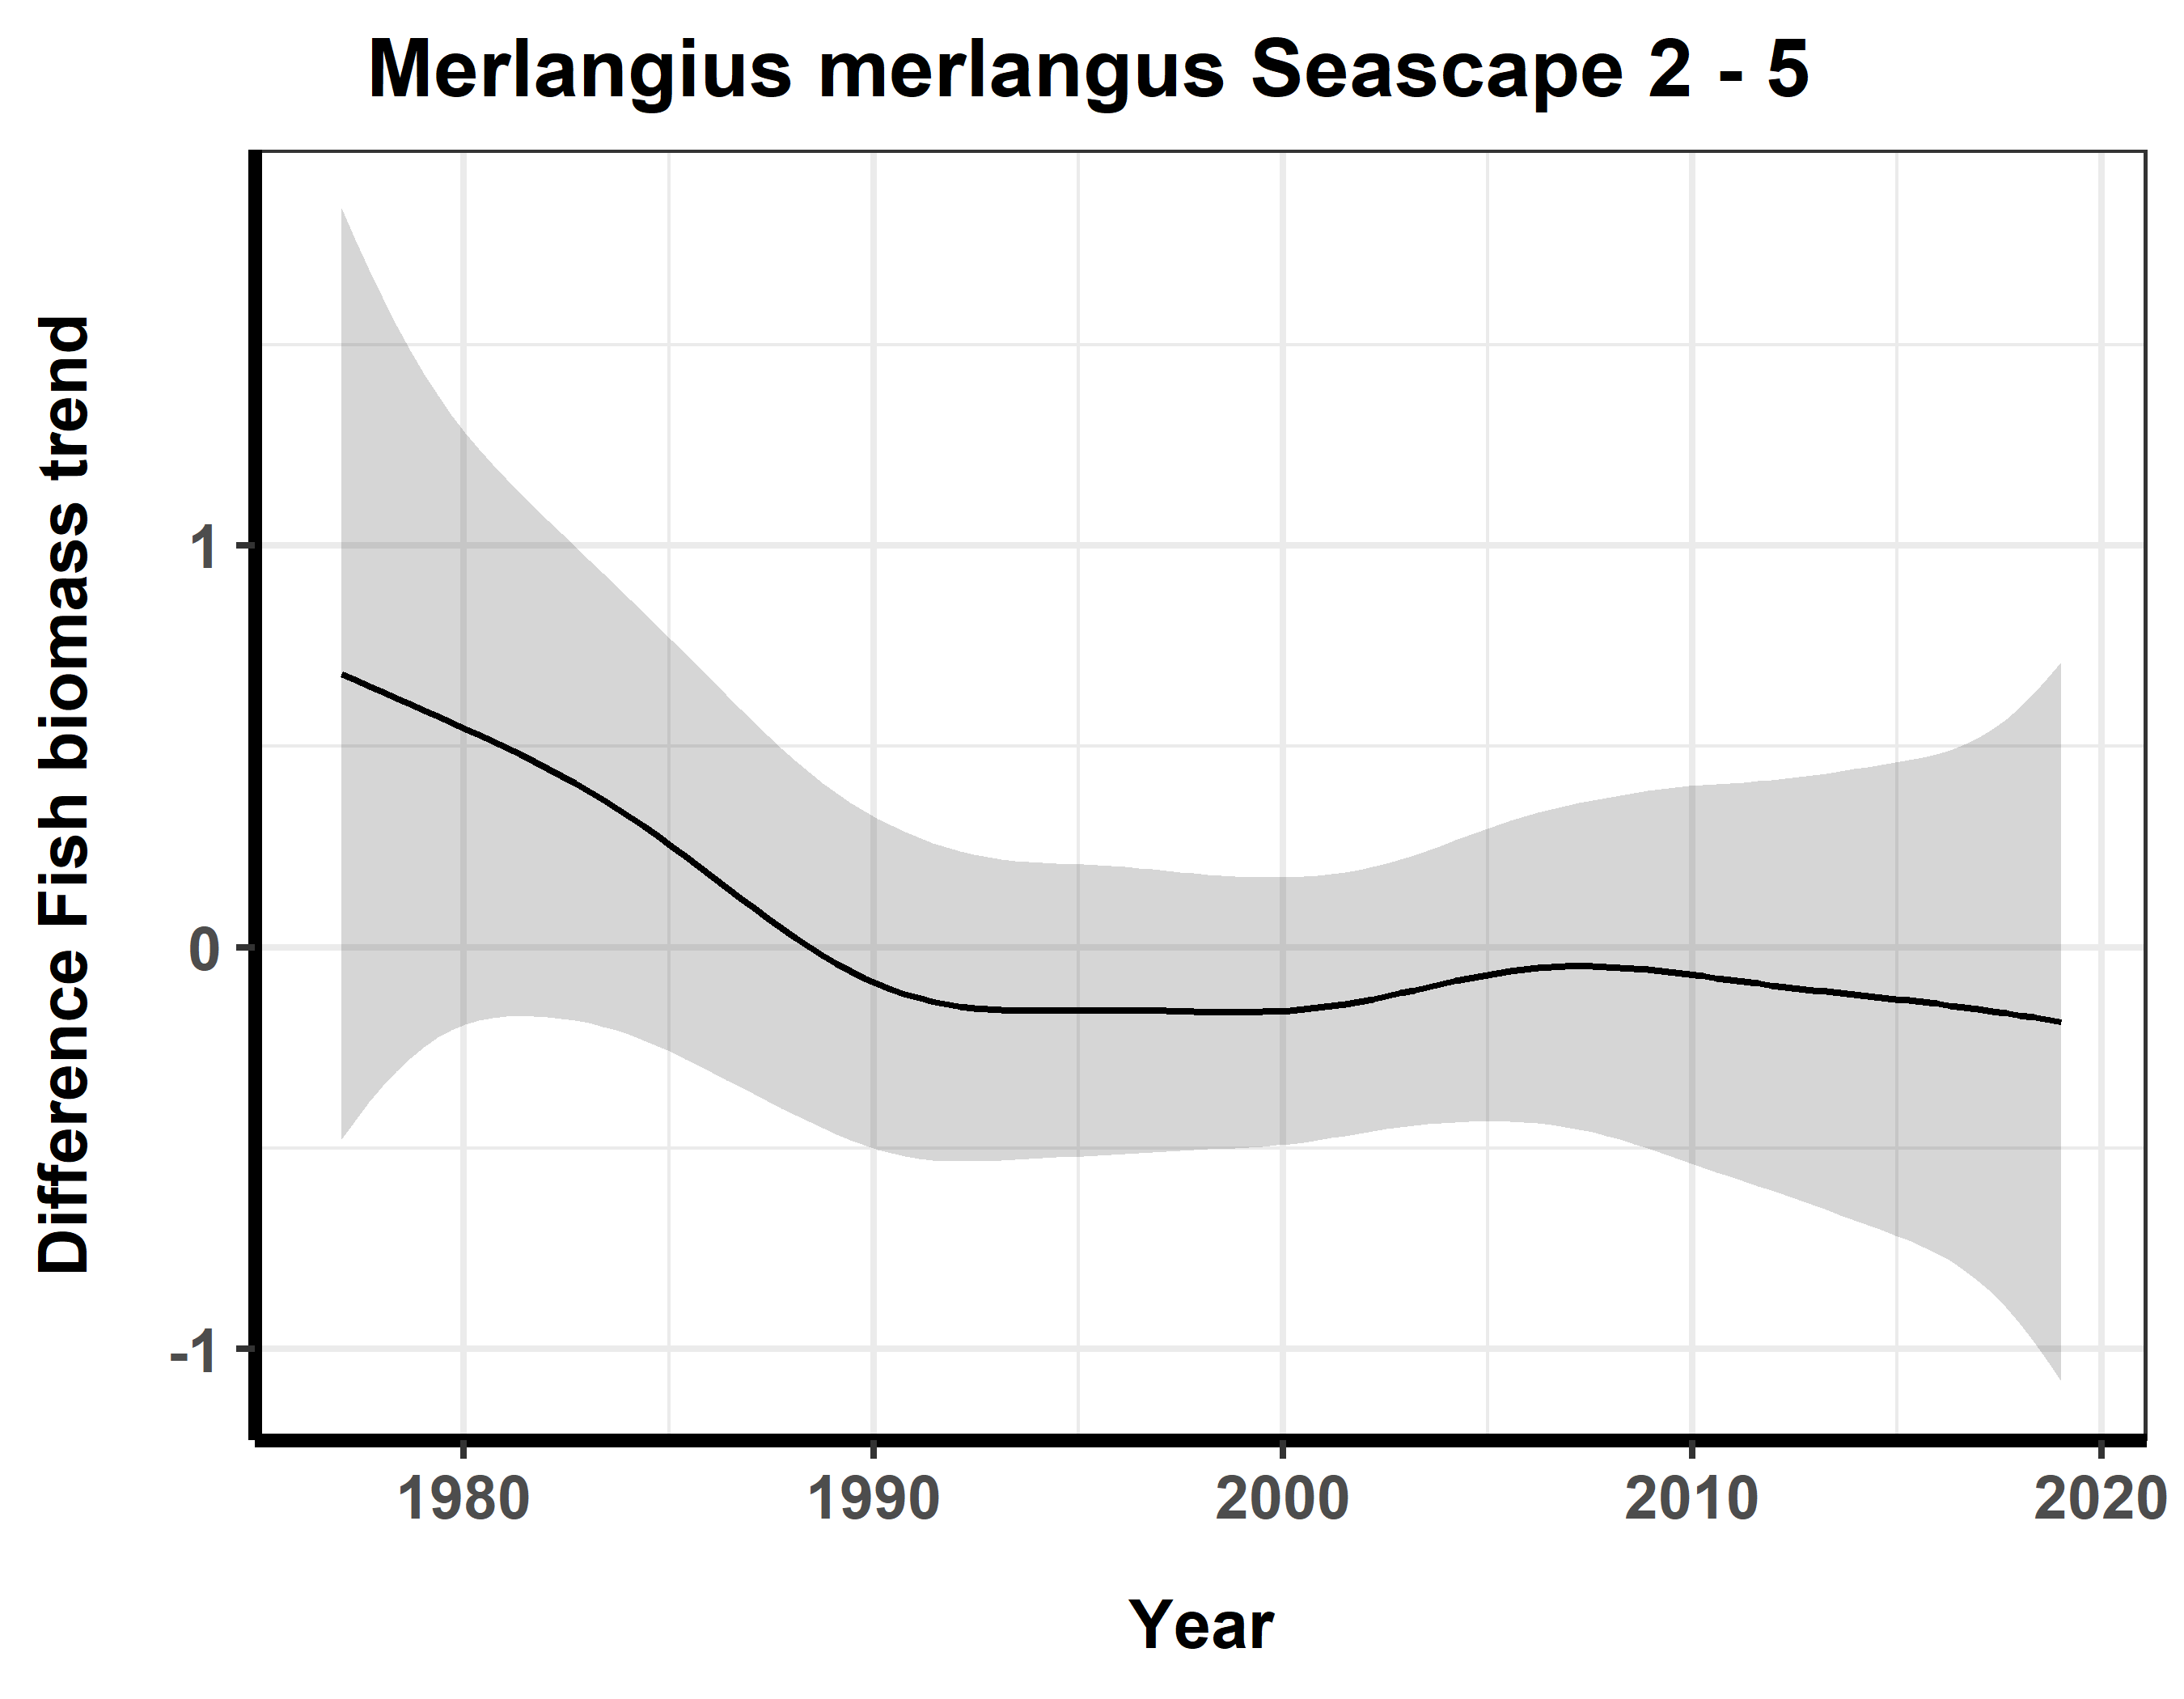 Merlangius merlangus Seascape 2 - 5
Difference Fish biomass trend
1
0
-1
1980
1990
2000
2010
2020
Year